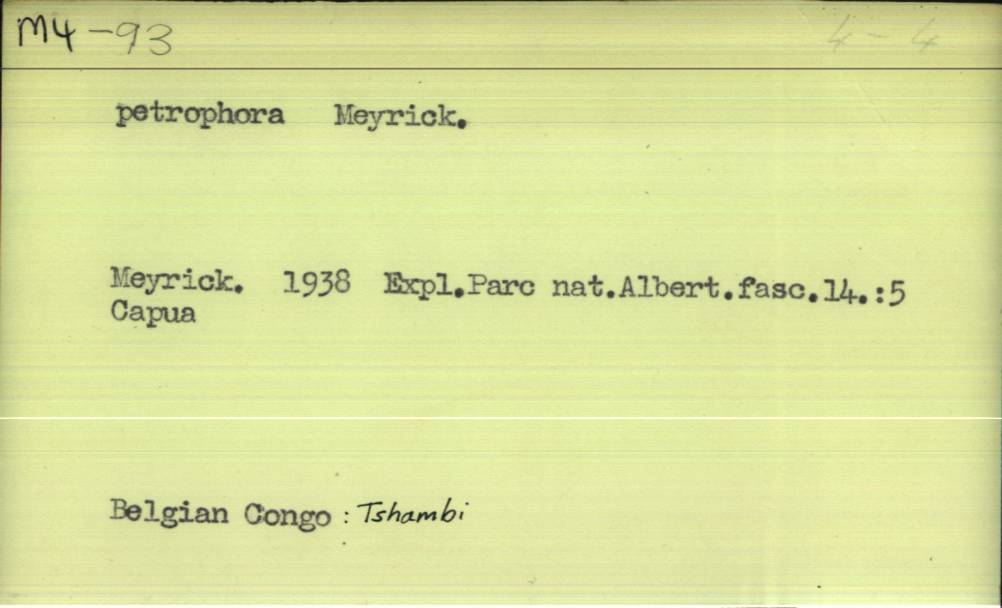 M4-93 4-4
petrophora Meyrick.
Meyrick. 1938 Expl.Parc nat.Albert.fasc.14.:5
Capua
Belgian Congo : Tshambi